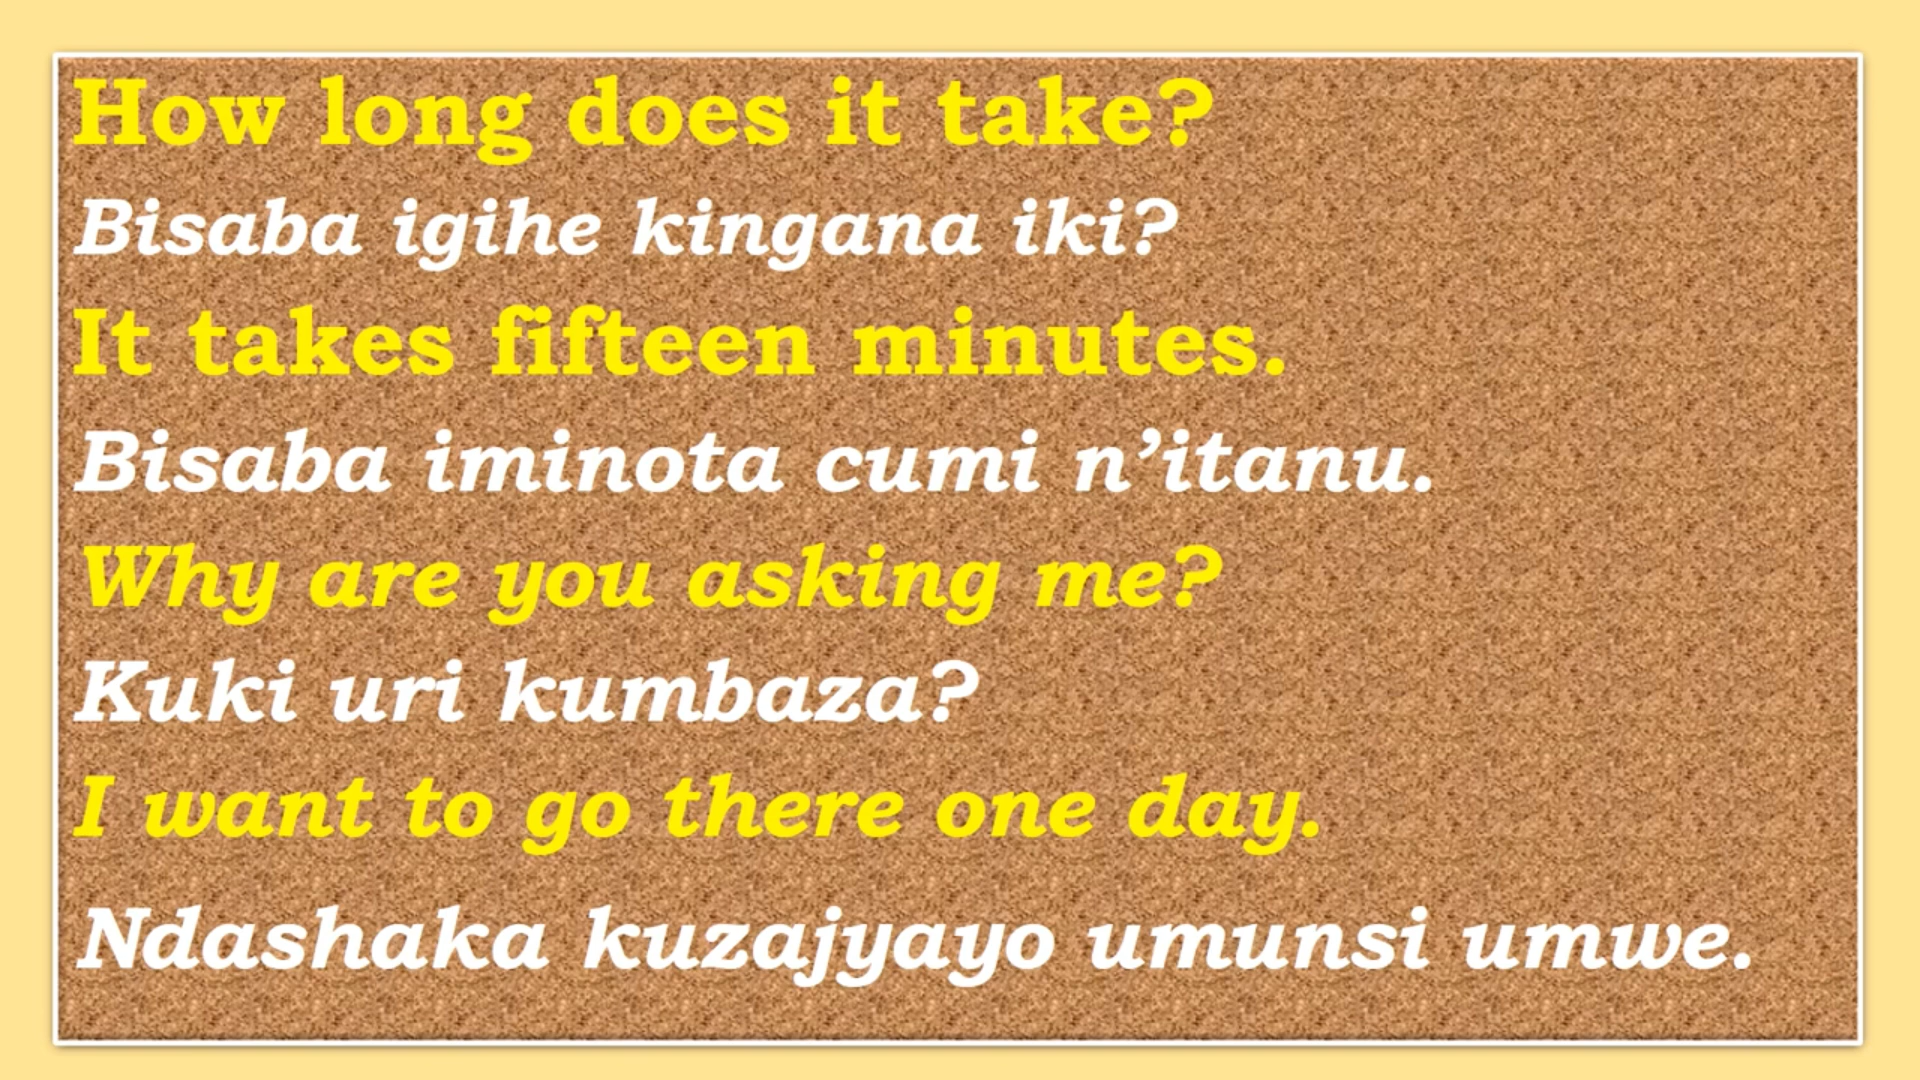 How long does it take?
Bisaba igihe kingana iki?
It takes fifteen minutes.
Bisaba iminota cumi n’itanu.
Why are you asking me?
Kuki uri kumbaza?
I want to go there one day.
Ndashaka kuzajyayo umunsi umwe.